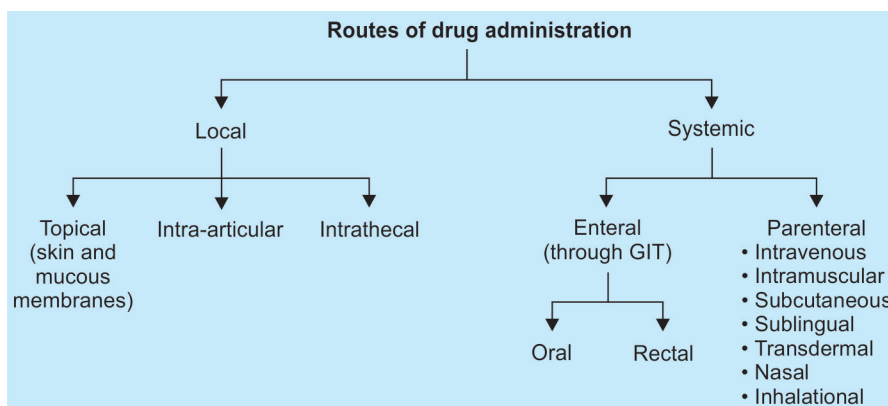 Routes of drug administration
Local
Systemic
Topical
(skin and
mucous
membranes)
Intra-articular
Intrathecal
Enteral
(through GIT)
Oral
Rectal
Parenteral
• Intravenous
• Intramuscular
• Subcutaneous
• Sublingual
• Transdermal
• Nasal
• Inhalational